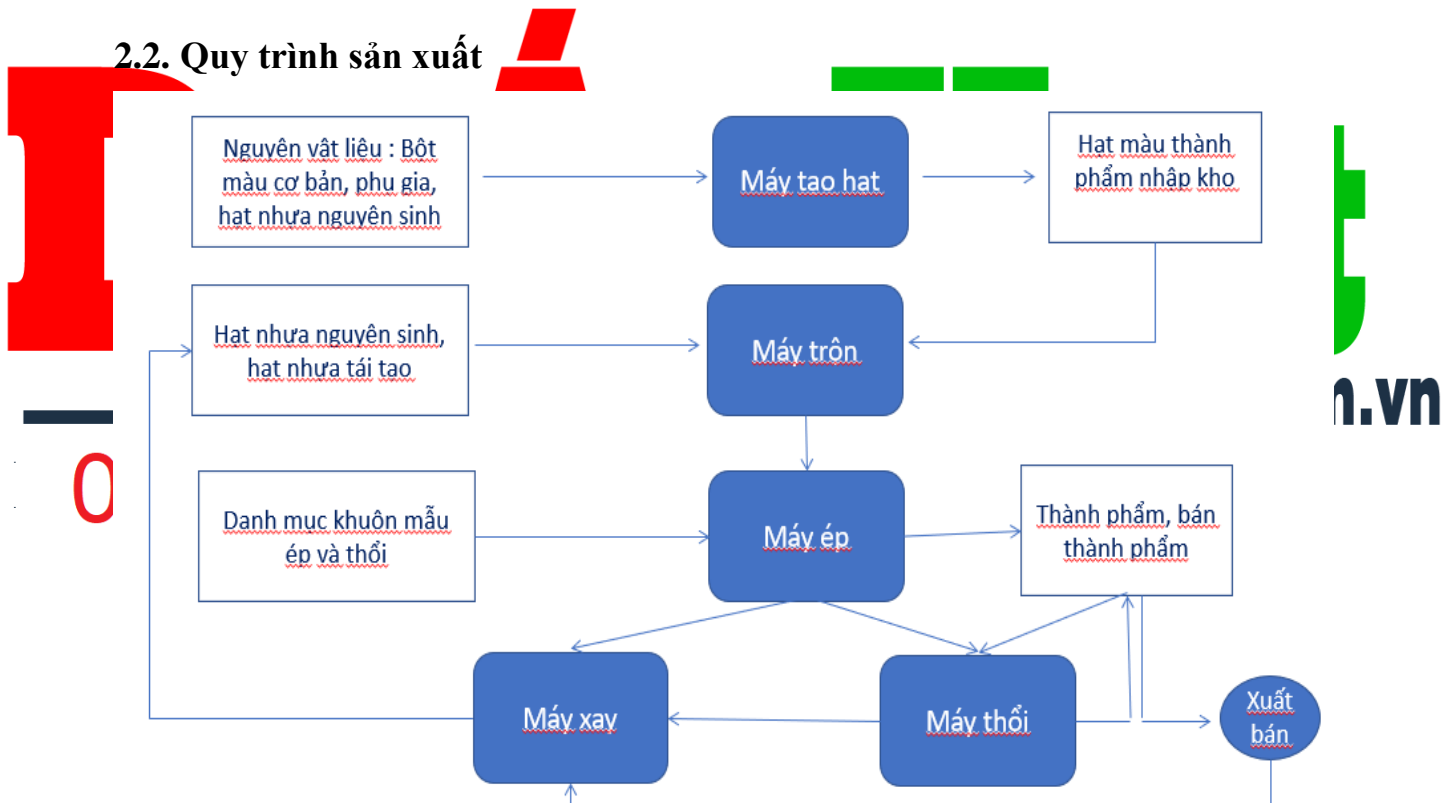 2.2. Quy trình sản xuất
Nguyên vật liệu : Bột
màu cơ bản, phụ gia,
hạt nhựa nguyên sinh
Máy tạo hạt
Hạt màu thành
phẩm nhập kho
Hạt nhựa nguyên sinh,
hạt nhựa tái tạo
Máy trộn
n.vn
Danh mục khuôn mẫu
ép và thổi
Máy ép
Thành phẩm, bán
thành phẩm
Máy xay
Máy thổi
Xuất
bán